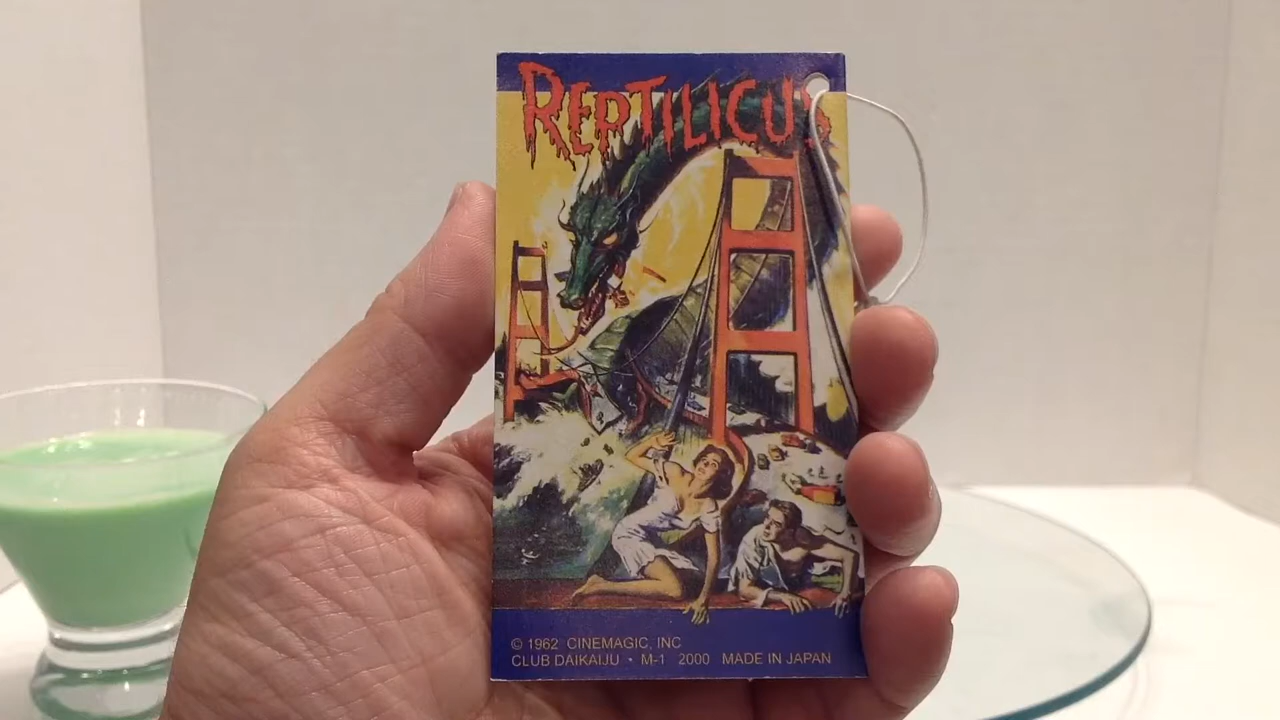 REPTILICUS
© 1962 CINEMAGIC, INC
CLUB DAIKAIJU • M-1 2000 MADE IN JAPAN